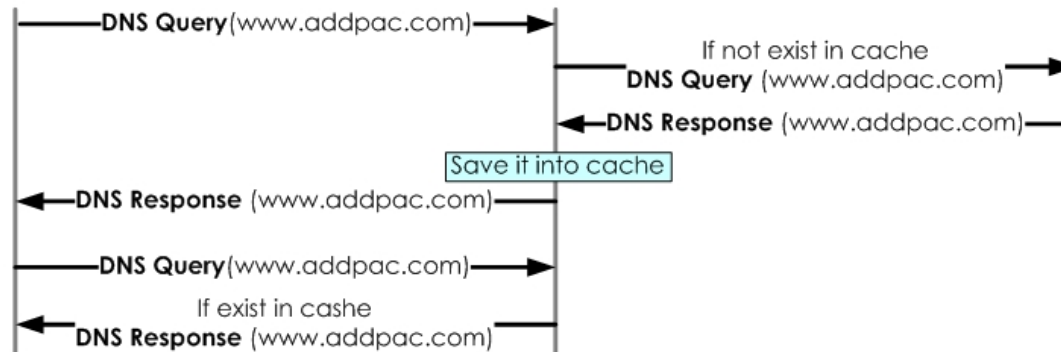 DNS Query(www.addpac.com)
If not exist in cache
DNS Query (www.addpac.com)
DNS Response (www.addpac.com)
Save it into cache
DNS Response (www.addpac.com)
DNS Query(www.addpac.com)
If exist in cashe
DNS Response (www.addpac.com)